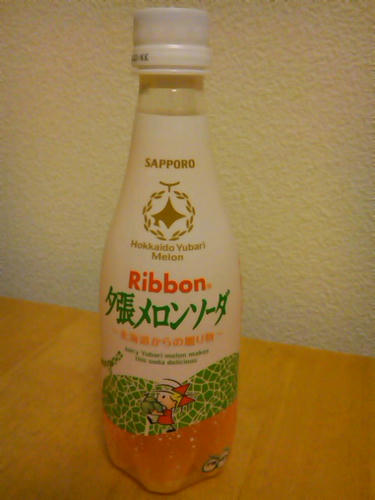 SAPPORO
Hokkaido Yubari
Melon
Ribbon
夕張メロンソーダ
~北海道からの贈り物~
Juicy Yubari melon makes
this soda delicious